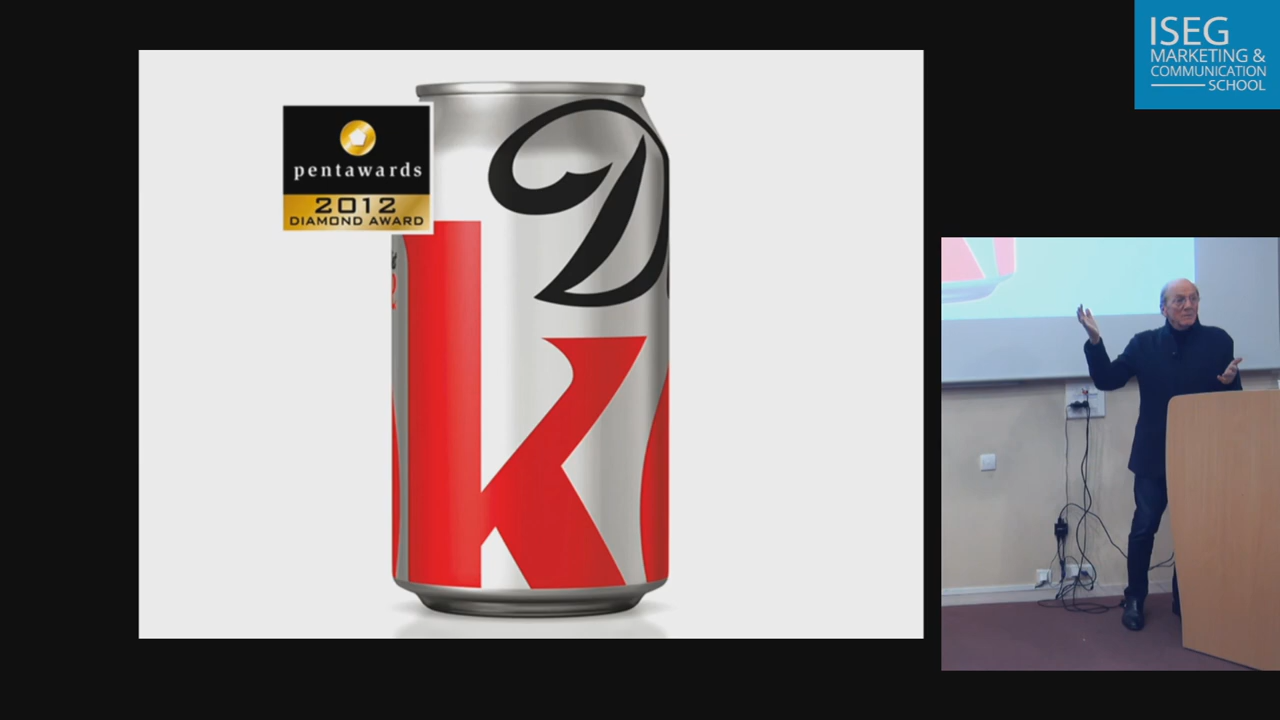 pentawards
2012
DIAMOND AWARD
D
k
ISEG
MARKETING &
COMMUNICATION
SCHOOL